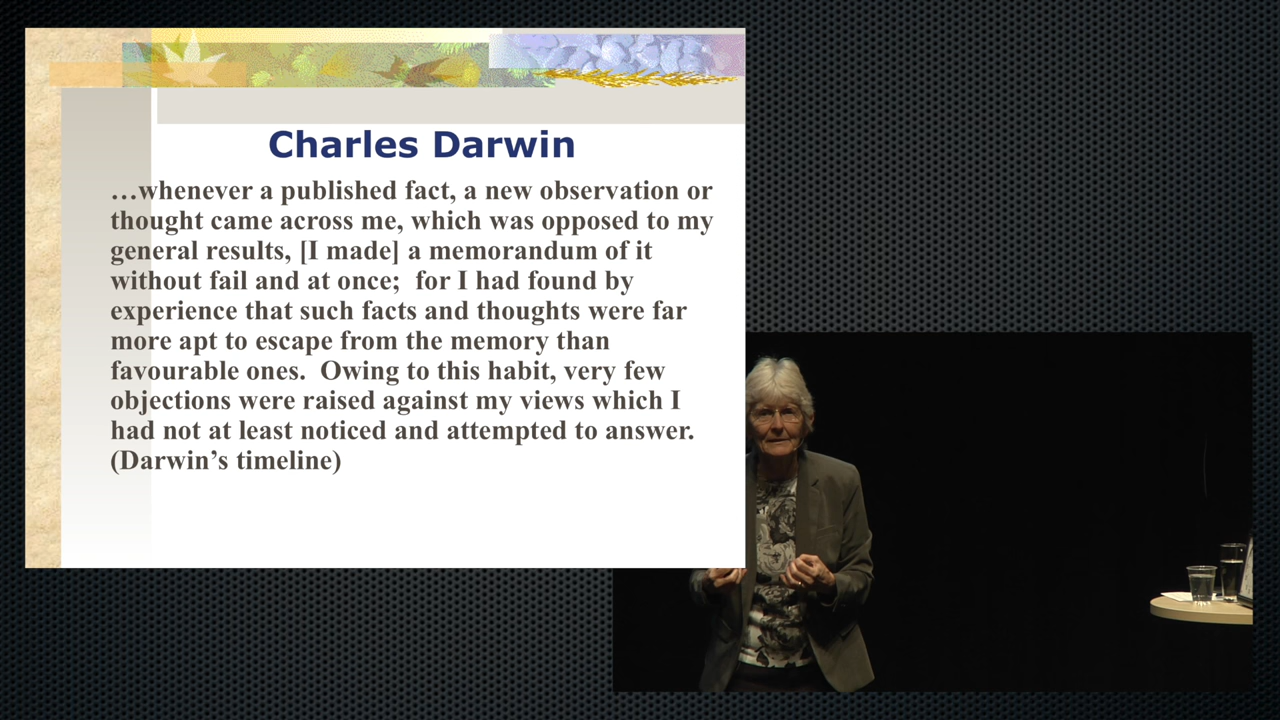 Charles Darwin
…whenever a published fact, a new observation or
thought came across me, which was opposed to my
general results, [I made] a memorandum of it
without fail and at once;  for I had found by
experience that such facts and thoughts were far
more apt to escape from the memory than
favourable ones.  Owing to this habit, very few
objections were raised against my views which I
had not at least noticed and attempted to answer.
(Darwin’s timeline)